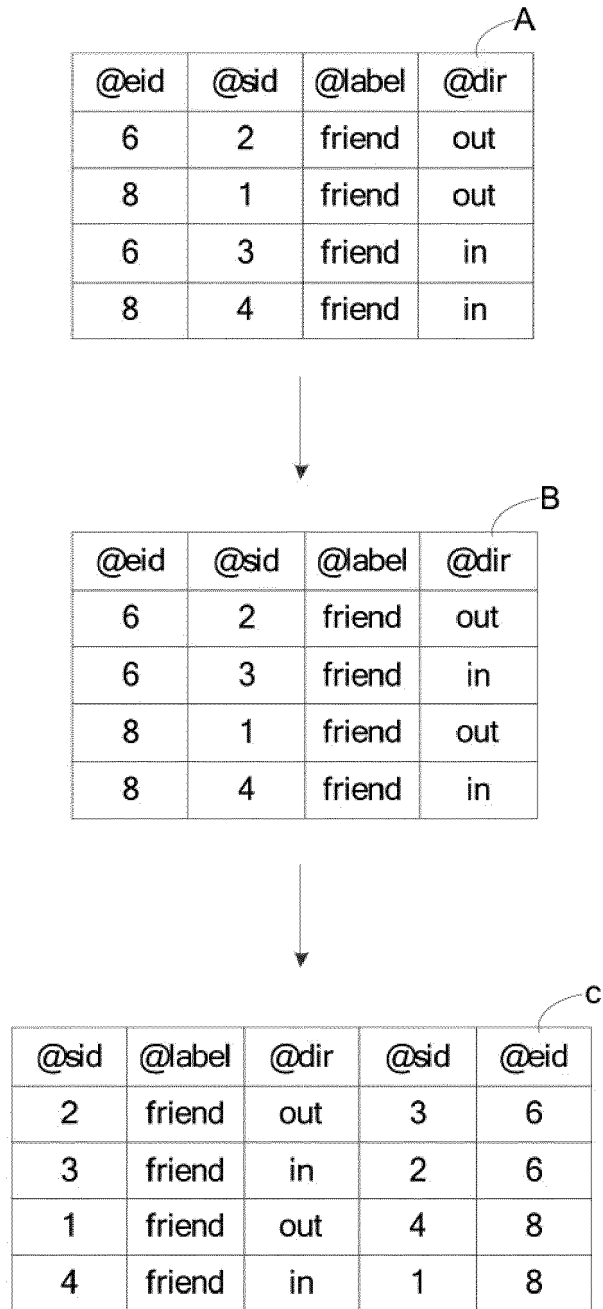 A
@eid @sid @label @dir
6 2 friend out
8 1 friend out
6 3 friend in
8 4 friend in
B
@eid @sid @label @dir
6 2 friend out
6 3 friend in
8 1 friend out
8 4 friend in
c
@sid @label @dir @sid @eid
2 friend out 3 6
3 friend in 2 6
1 friend out 4 8
4 friend in 1 8